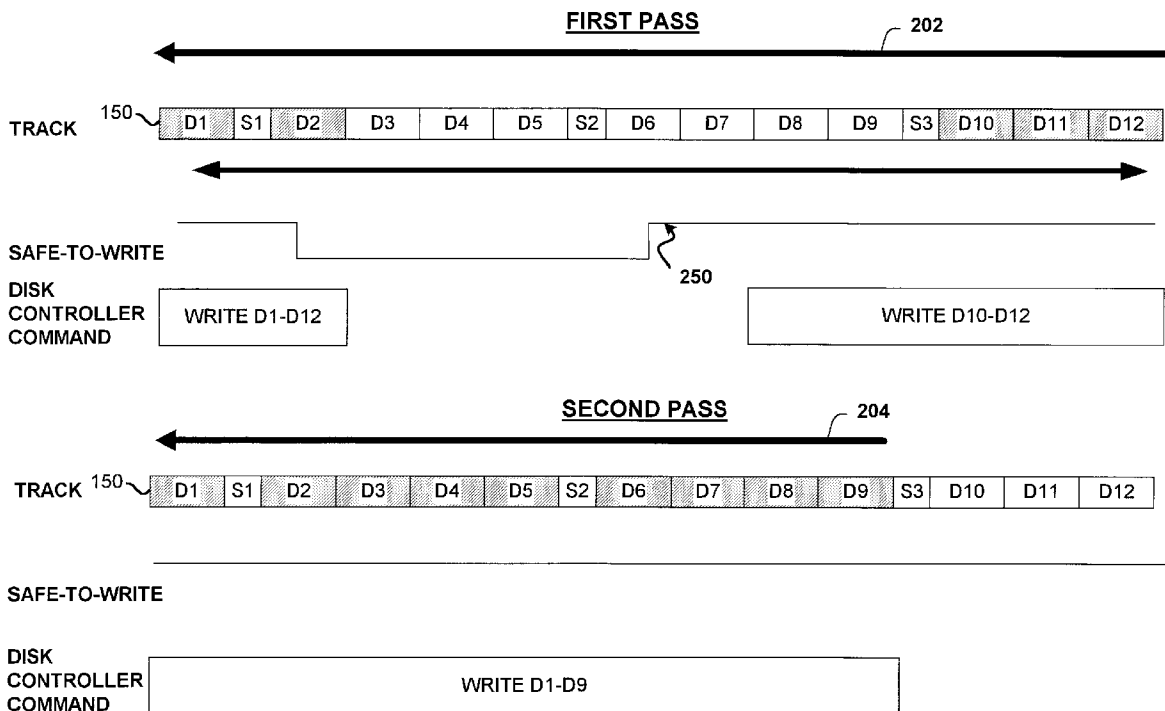 FIRST PASS
202
TRACK 150 D1 S1 D2 D3 D4 D5 S2 D6 D7 D8 D9 S3 D10 D11 D12
SAFE-TO-WRITE
250
DISK
CONTROLLER
COMMAND
WRITE D1-D12 WRITE D10-D12
SECOND PASS
204
TRACK 150 D1 S1 D2 D3 D4 D5 S2 D6 D7 D8 D9 S3 D10 D11 D12
SAFE-TO-WRITE
DISK
CONTROLLER
COMMAND
WRITE D1-D9